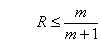 R ≤ m/(m+1)